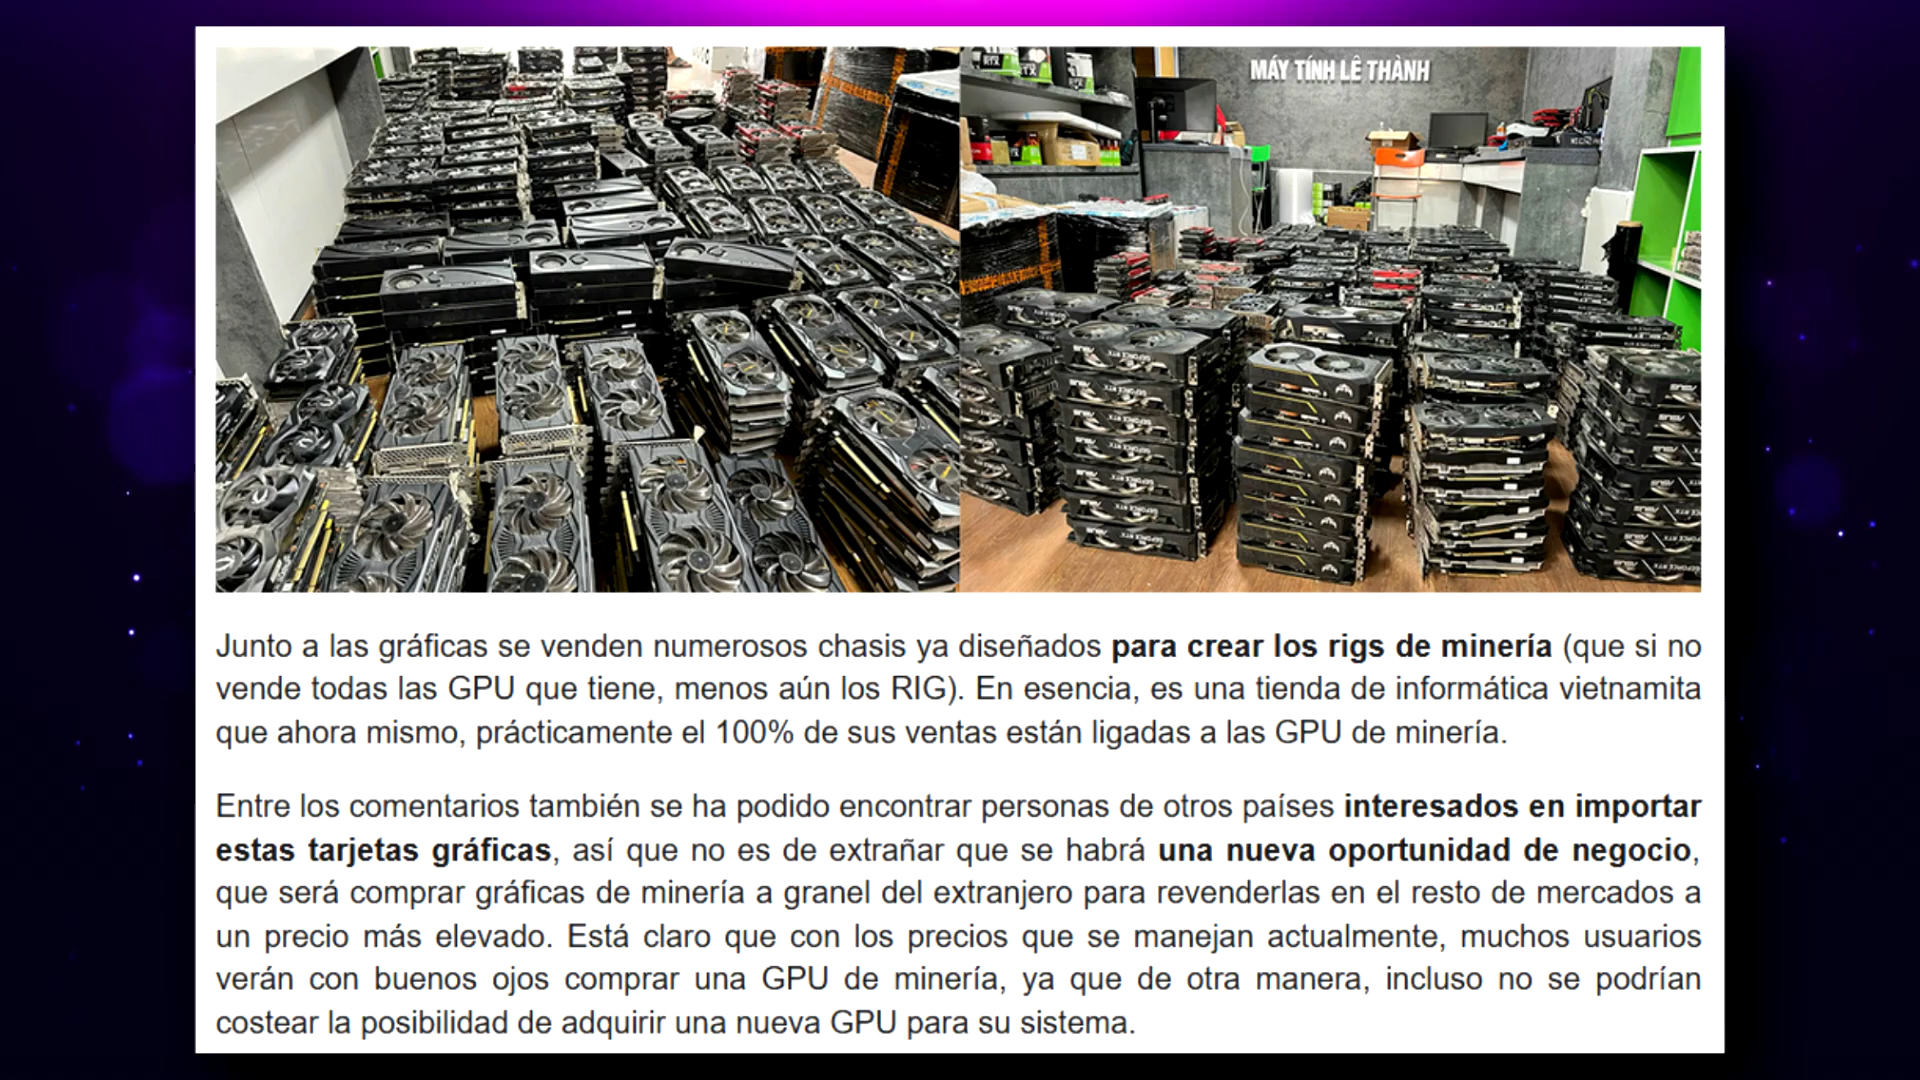 MÁY TÍNH LÊ THÀNH
Junto a las gráficas se venden numerosos chasis ya diseñados para crear los rigs de minería (que si no
vende todas las GPU que tiene, menos aún los RIG). En esencia, es una tienda de informática vietnamita
que ahora mismo, prácticamente el 100% de sus ventas están ligadas a las GPU de minería.
Entre los comentarios también se ha podido encontrar personas de otros países interesados en importar
estas tarjetas gráficas, así que no es de extrañar que se habrá una nueva oportunidad de negocio,
que será comprar gráficas de minería a granel del extranjero para revenderlas en el resto de mercados a
un precio más elevado. Está claro que con los precios que se manejan actualmente, muchos usuarios
verán con buenos ojos comprar una GPU de minería, ya que de otra manera, incluso no se podrían
costear la posibilidad de adquirir una nueva GPU para su sistema.